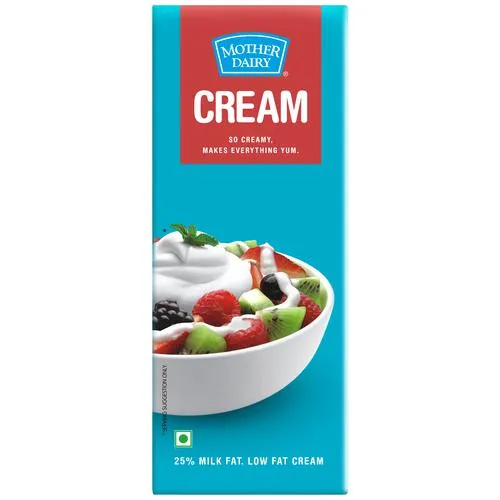 MOTHER
DAIRY
®
CREAM
SO CREAMY,
MAKES EVERYTHING YUM.
*
*SERVING SUGGESTION ONLY.
25% MILK FAT. LOW FAT CREAM